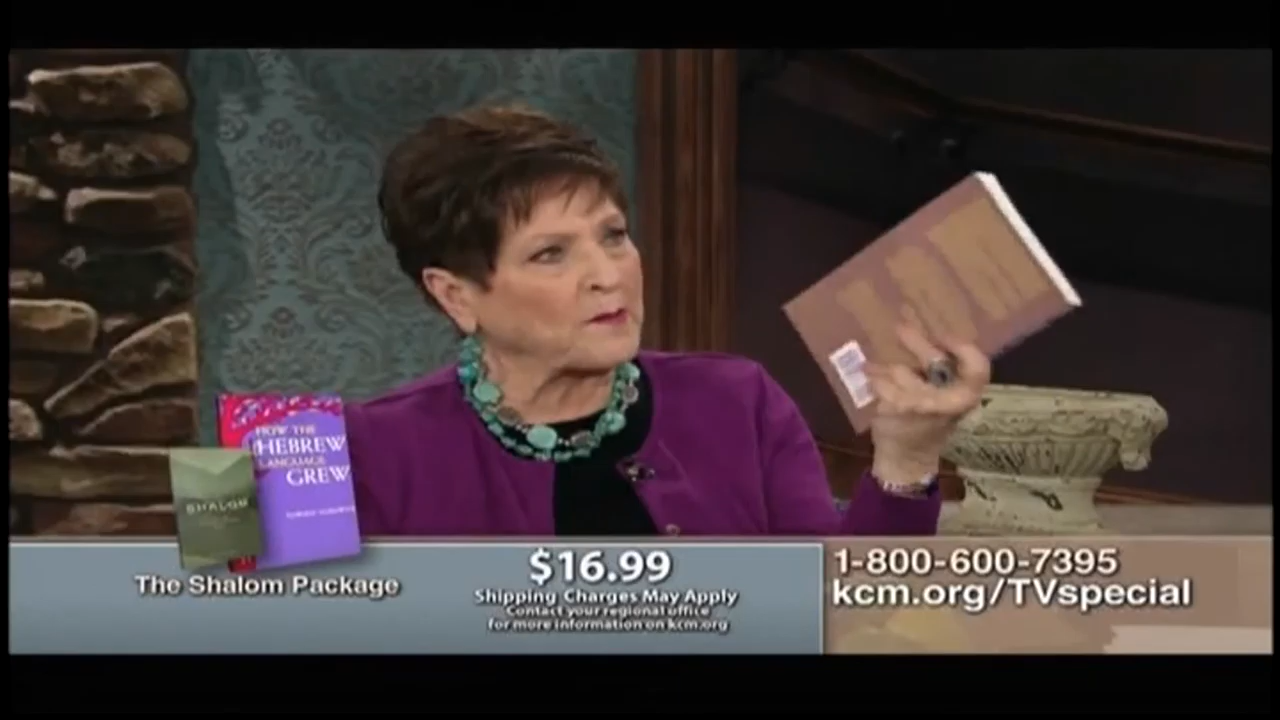 HOW THE
HEBREW
LANGUAGE
GREW
SHALOM
The Shalom Package
$16.99
Shipping Charges May Apply
Contact your regional office
for more information on kcm.org
1-800-600-7395
kcm.org/TVspecial